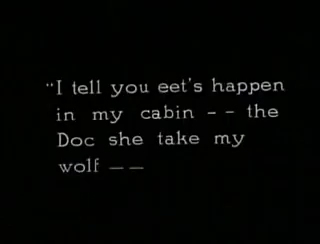 "I tell you eet's happen
in my cabin -- the
Doc she take my
wolf --